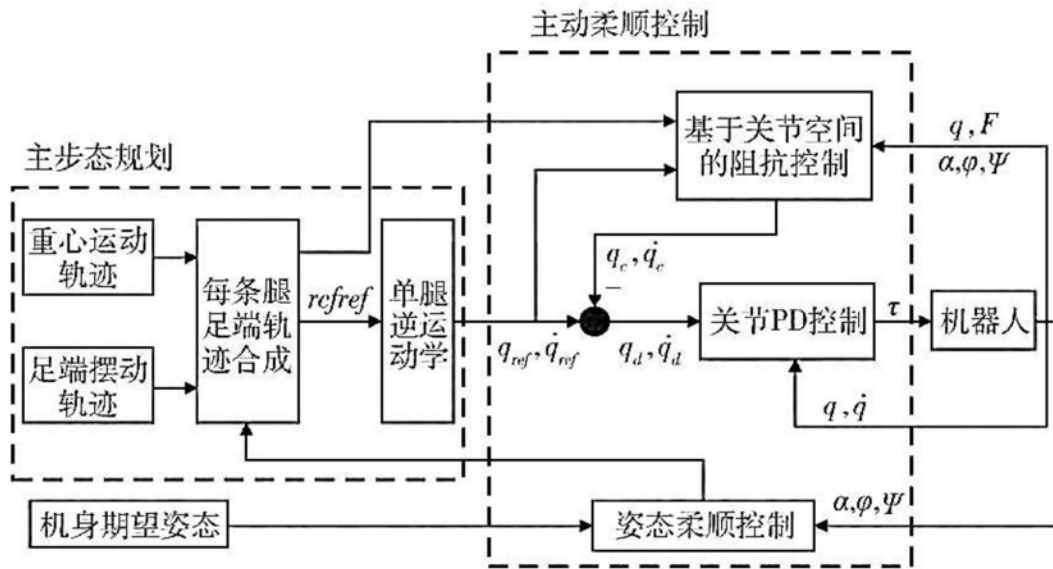 主动柔顺控制
主步态规划
重心运动
轨迹
足端摆动
轨迹
每条腿
足端轨
迹合成
rcfref
单腿
逆运
动学
基于关节空间
的阻抗控制
q, F
α,φ,Ψ
q_c, q̇_c
−
q_ref, q̇_ref
q_d, q̇_d
关节PD控制
τ
机器人
q, q̇
机身期望姿态
姿态柔顺控制
α,φ,Ψ